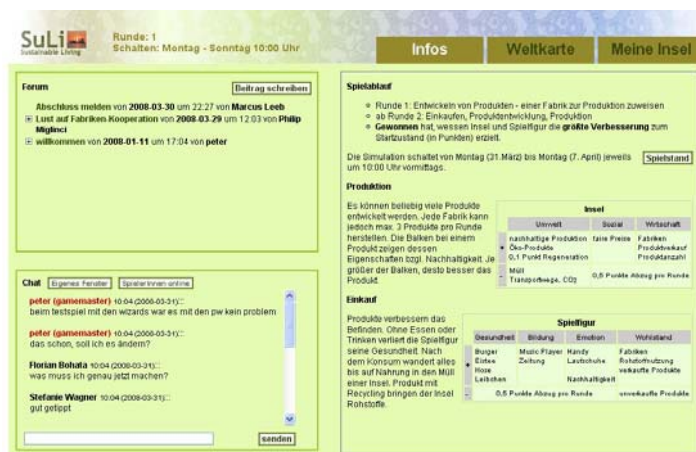 SuLi
Sustainable Living
Runde: 1
Schalten: Montag - Sonntag 10:00 Uhr
Infos
Weltkarte
Meine Insel
Forum
Beitrag schreiben
Abschluss melden von 2008-03-30 um 22:27 von Marcus Leeb
Lust auf Fabriken-Kooperation von 2008-03-29 um 12:03 von Philip
Miglinci
willkommen von 2008-01-11 um 17:04 von peter
Chat
Eigenes Fenster
SpielerInnen online
peter (gamemaster) 10:04 (2008-03-31):::
beim testspiel mit den wizards war es mit den pw kein problem
peter (gamemaster) 10:04 (2008-03-31):::
das schon, soll ich es ändern?
Florian Bohata 10:04 (2008-03-31):::
was muss ich genau jetzt machen?
Stefanie Wagner 10:04 (2008-03-31):::
gut getippt
senden
Spielablauf
Runde 1: Entwickeln von Produkten - einer Fabrik zur Produktion zuweisen
ab Runde 2: Einkaufen, Produktentwicklung, Produktion
Gewonnen hat, wessen Insel und Spielfigur die größte Verbesserung zum
Startzustand (in Punkten) erzielt.
Die Simulation schaltet von Montag (31.März) bis Montag (7. April) jeweils
um 10:00 Uhr vormittags.
Spielstand
Produktion
Es können beliebig viele Produkte
entwickelt werden. Jede Fabrik kann
jedoch max. 3 Produkte pro Runde
herstellen. Die Balken bei einem
Produkt zeigen dessen
Eigenschaften bzgl. Nachhaltigkeit. Je
größer der Balken, desto besser das
Produkt.
Insel
Umwelt Sozial Wirtschaft
+ nachhaltige Produktion faire Preise Fabriken
Öko-Produkte Produktverkauf
0,1 Punkt Regeneration Produktanzahl
- Müll 0,5 Punkte Abzug pro Runde
Transportwege, CO2
Einkauf
Produkte verbessern das
Befinden. Ohne Essen oder
Trinken verliert die Spielfigur
seine Gesundheit. Nach
dem Konsum wandert alles
bis auf Nahrung in den Müll
einer Insel. Produkt mit
Recycling bringen der Insel
Rohstoffe.
Spielfigur
Gesundheit Bildung Emotion Wohlstand
+ Burger Music Player Handy Fabriken
Eistee Zeitung Laufschuhe Rohstoffnutzung
Hose verkaufte Produkte
Leibchen Nachhaltigkeit
- 0,5 Punkte Abzug pro Runde unverkaufte Produkte